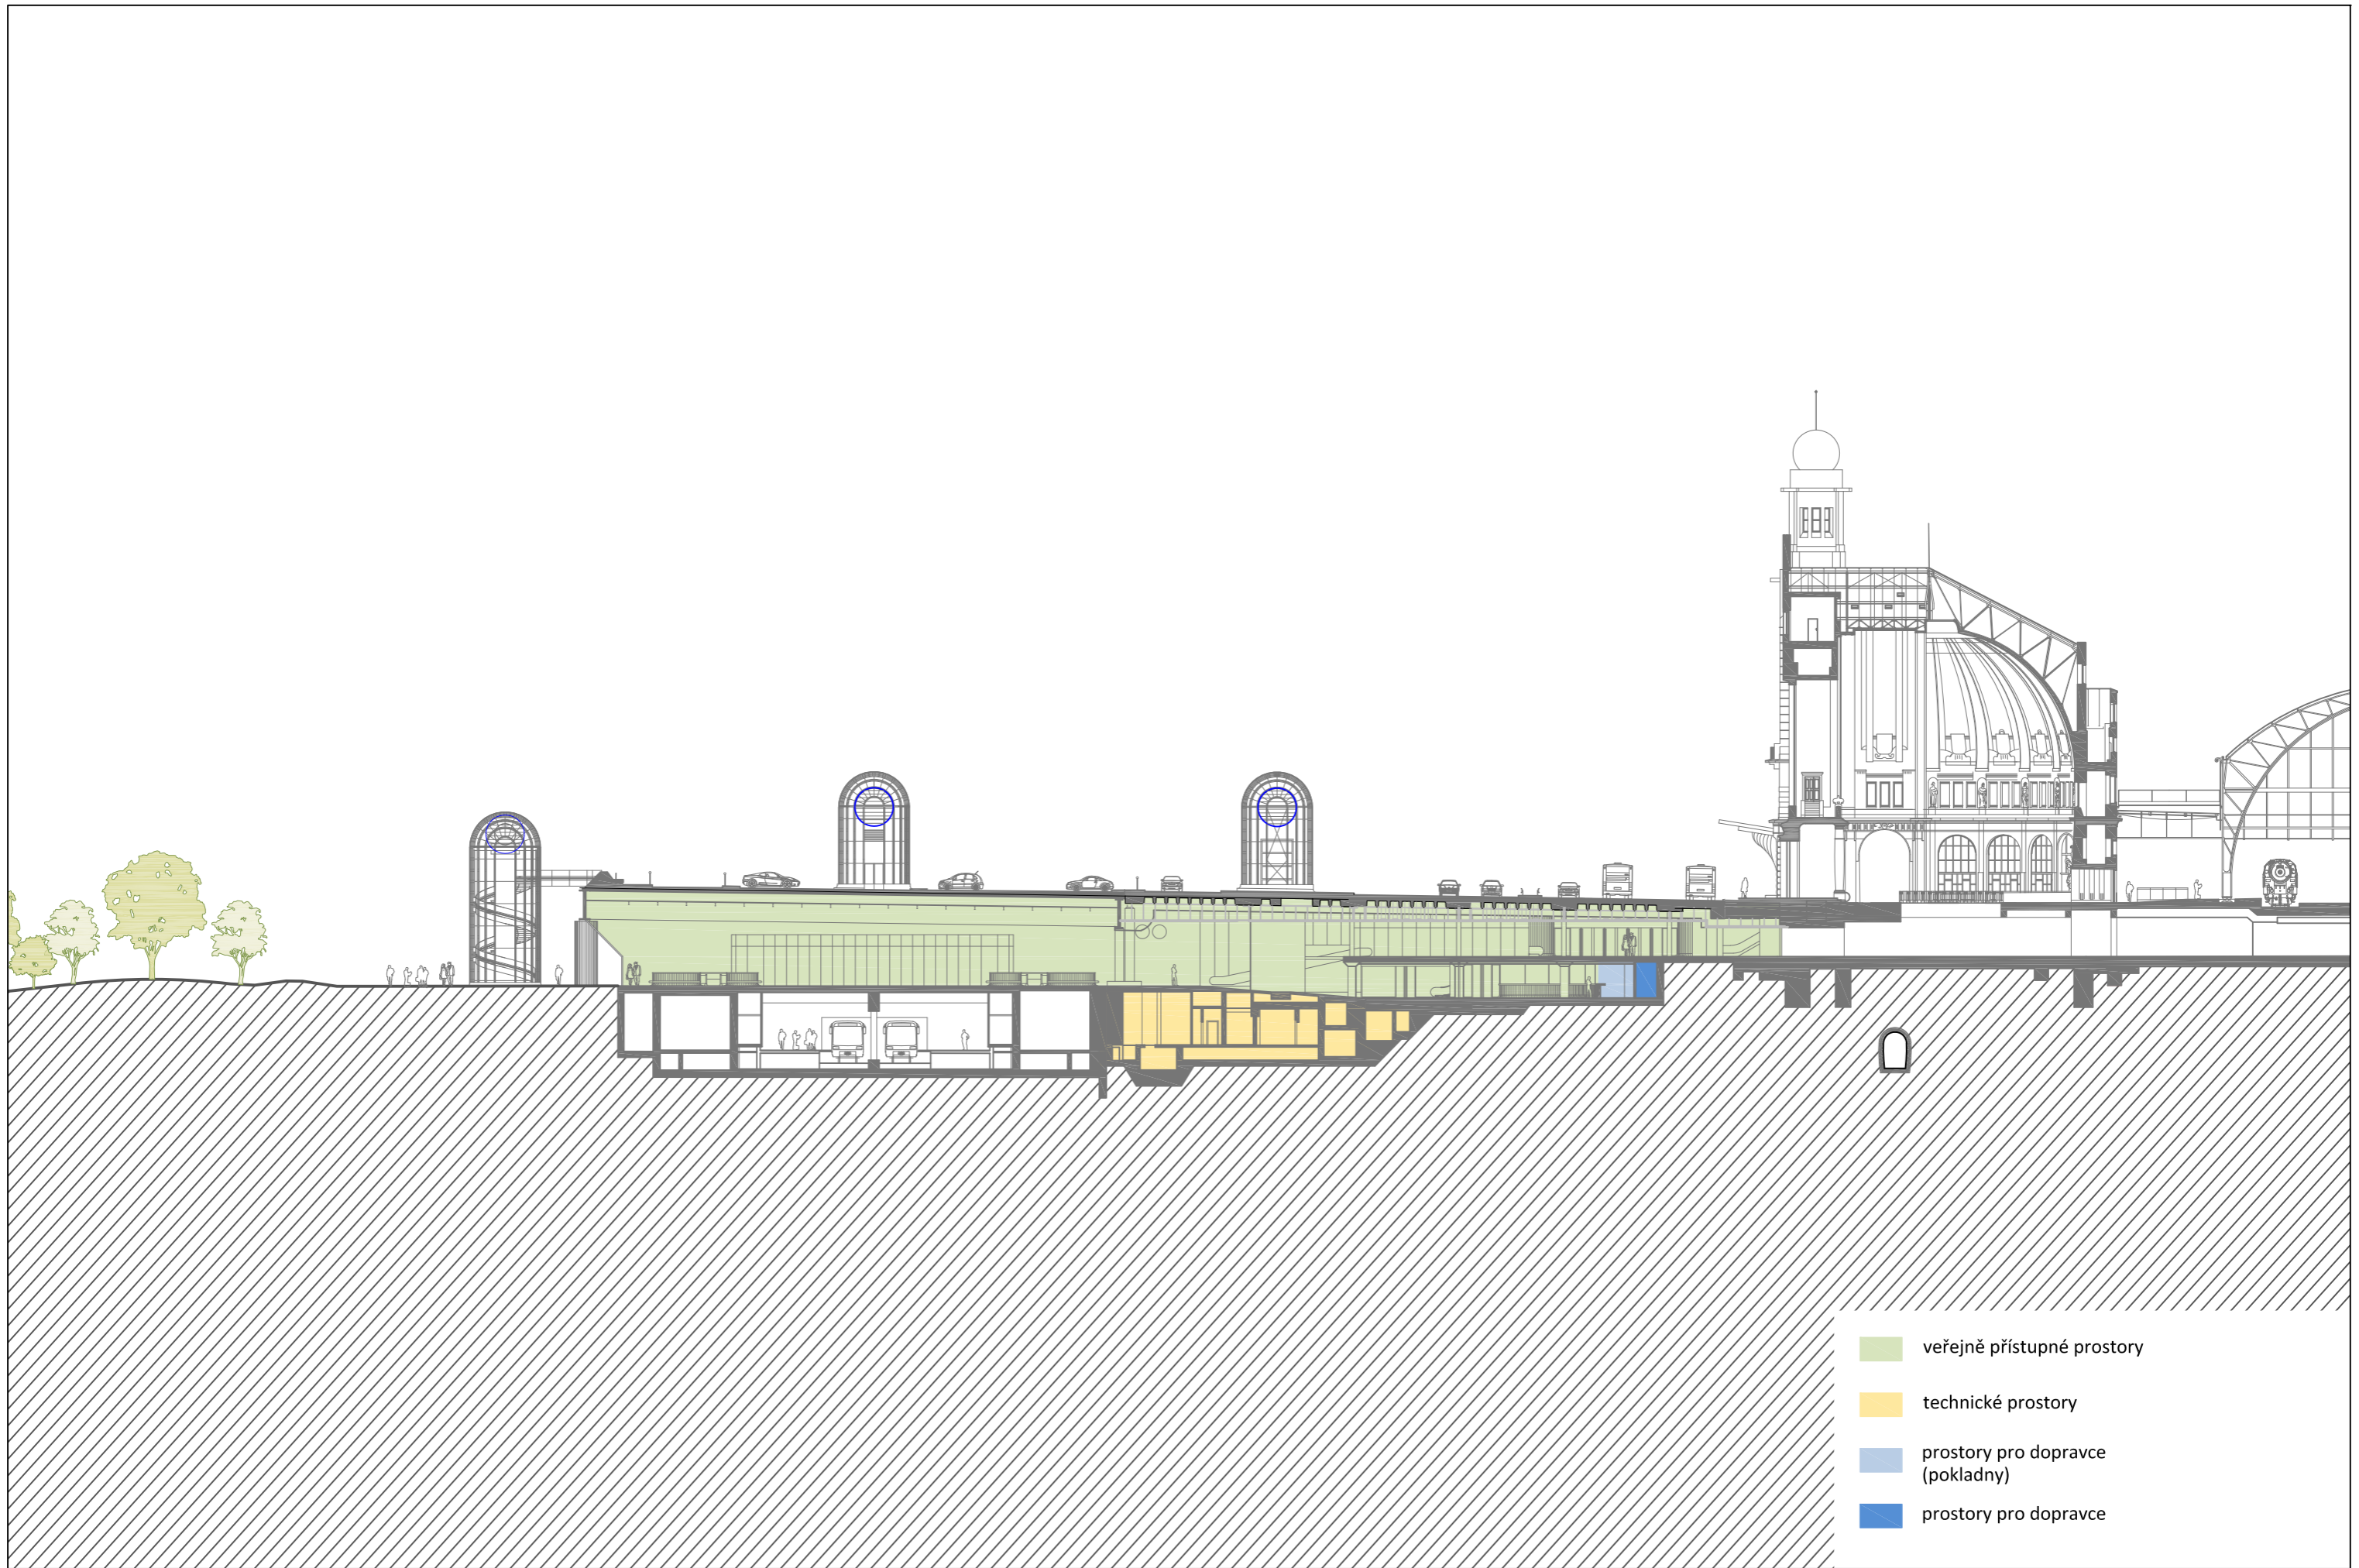 veřejně přístupné prostory
technické prostory
prostory pro dopravce
(pokladny)
prostory pro dopravce